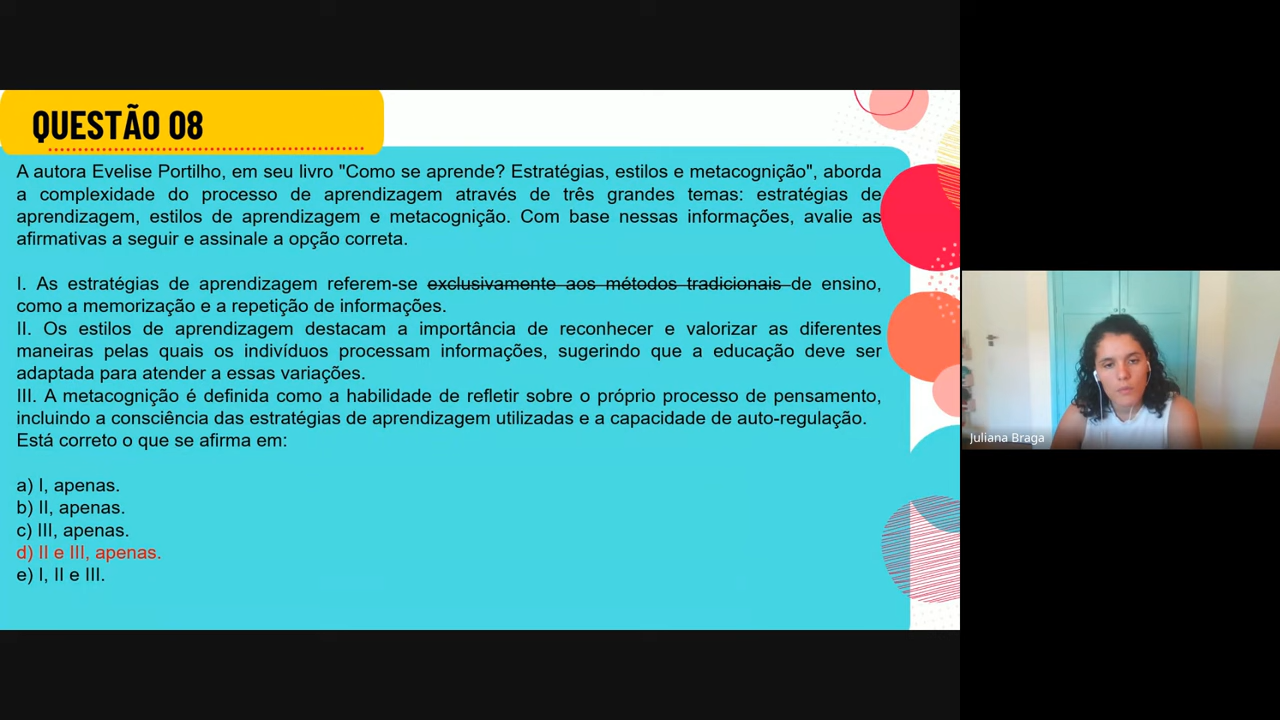 QUESTÃO 08
A autora Evelise Portilho, em seu livro "Como se aprende? Estratégias, estilos e metacognição", aborda
a complexidade do processo de aprendizagem através de três grandes temas: estratégias de
aprendizagem, estilos de aprendizagem e metacognição. Com base nessas informações, avalie as
afirmativas a seguir e assinale a opção correta.
I. As estratégias de aprendizagem referem-se exclusivamente aos métodos tradicionais de ensino,
como a memorização e a repetição de informações.
II. Os estilos de aprendizagem destacam a importância de reconhecer e valorizar as diferentes
maneiras pelas quais os indivíduos processam informações, sugerindo que a educação deve ser
adaptada para atender a essas variações.
III. A metacognição é definida como a habilidade de refletir sobre o próprio processo de pensamento,
incluindo a consciência das estratégias de aprendizagem utilizadas e a capacidade de auto-regulação.
Está correto o que se afirma em:
a) I, apenas.
b) II, apenas.
c) III, apenas.
d) II e III, apenas.
e) I, II e III.
Juliana Braga